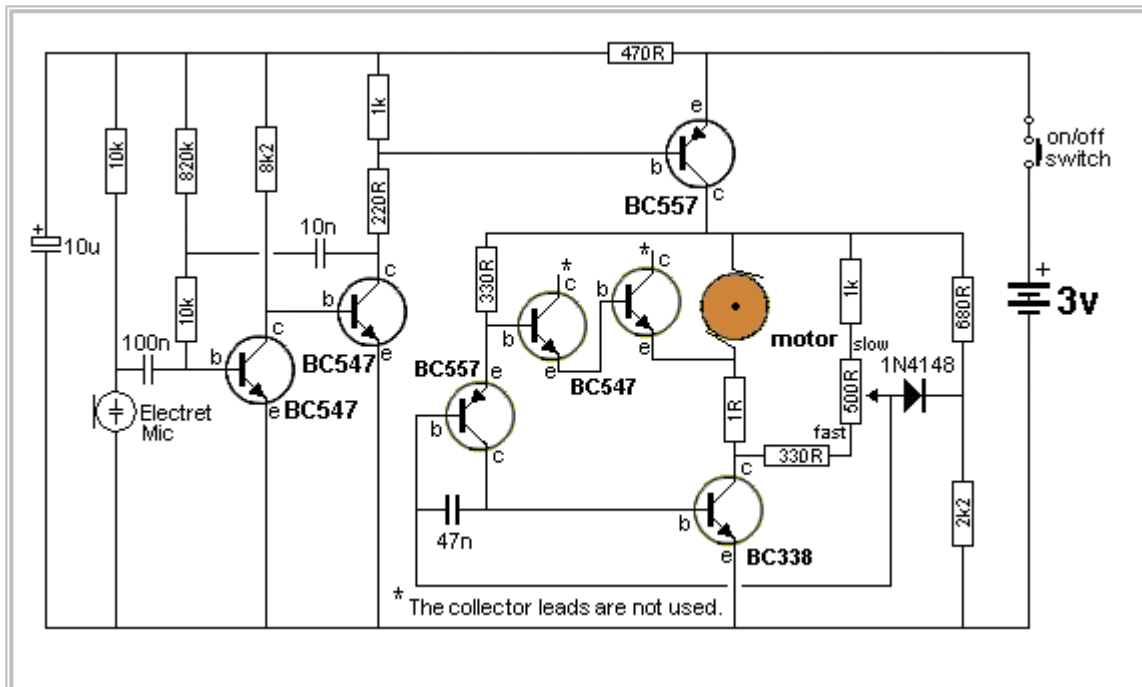 470R
e
1k
on/off
switch
10k
820k
8k2
b
c
BC557
220R
+
10u
10n
*
*
c
c
c
330R
b
1k
+
3v
680R
b
10k
b
motor
slow
100n
c
e
e
1N4148
b
BC547
BC557
e
BC547
500R
Electret
Mic
e
BC547
1R
fast
b
c
330R
c
b
2k2
47n
e
BC338
* The collector leads are not used.